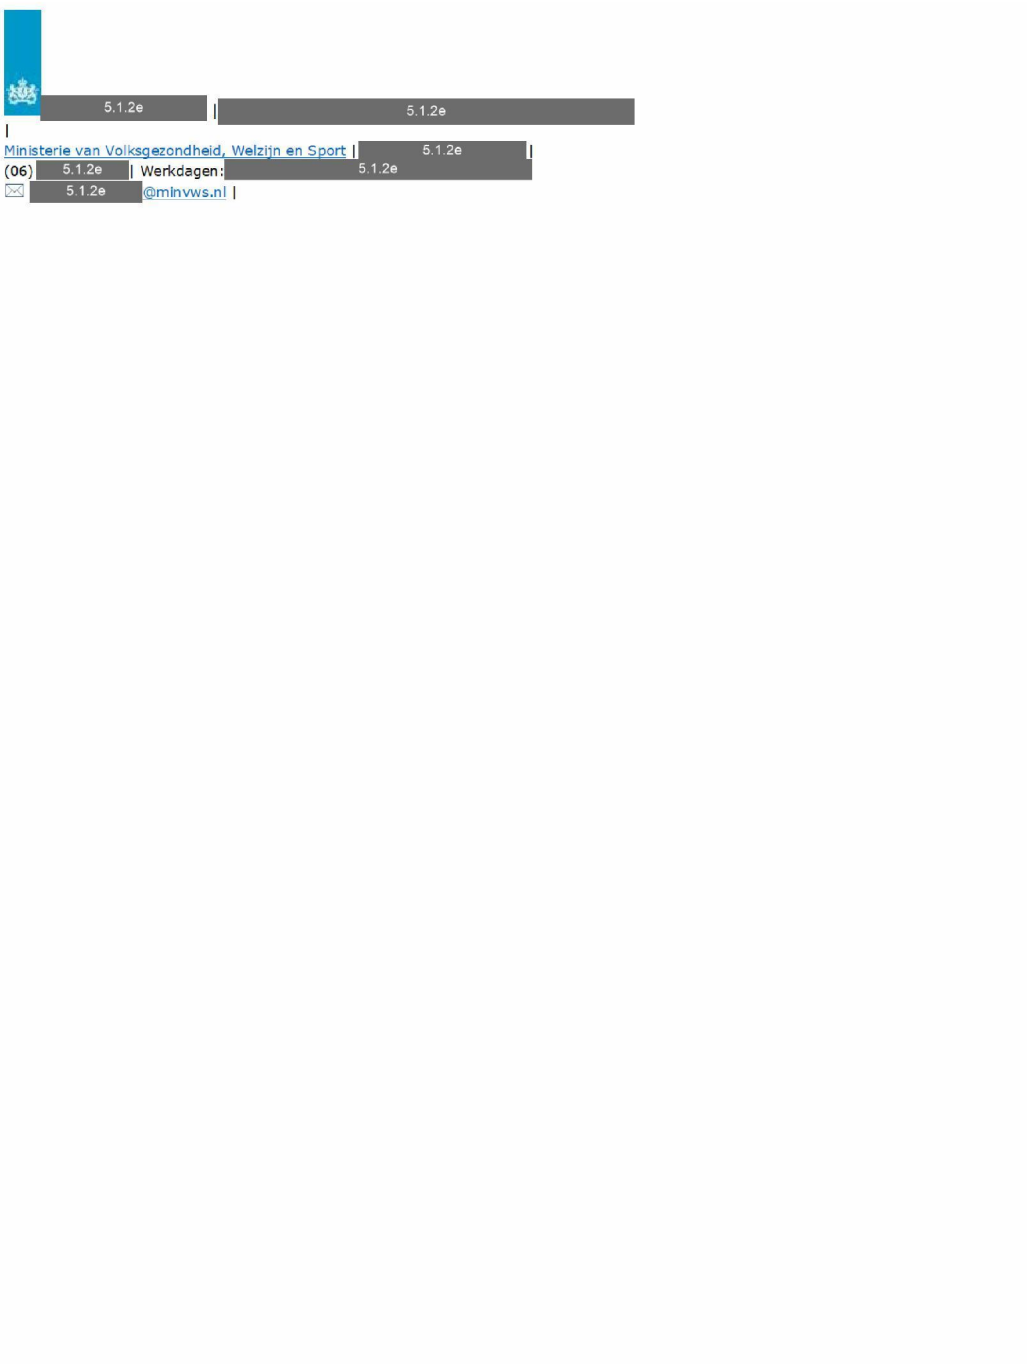 5.1.2e | 5.1.2e
|
Ministerie van Volksgezondheid, Welzijn en Sport | 5.1.2e |
(06) 5.1.2e | Werkdagen: 5.1.2e
5.1.2e @minvws.nl |